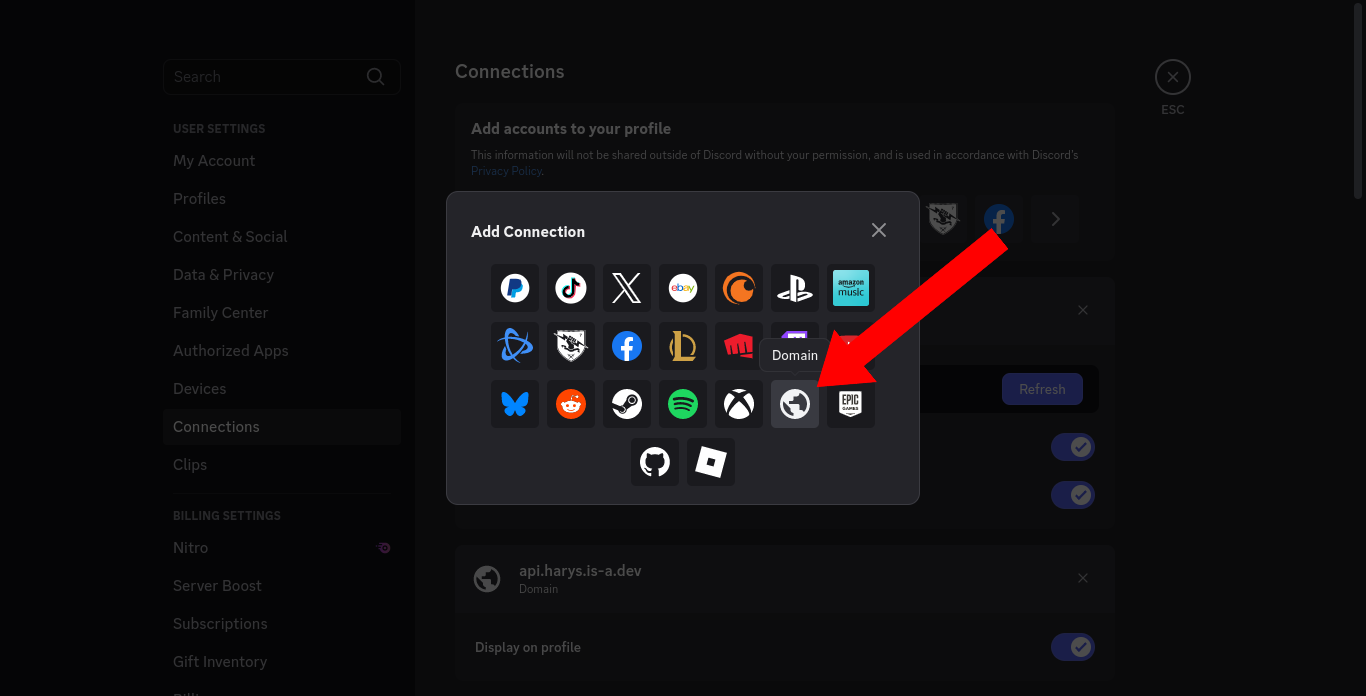 Search
USER SETTINGS
My Account
Profiles
Content & Social
Data & Privacy
Family Center
Authorized Apps
Devices
Connections
Clips
BILLING SETTINGS
Nitro
Server Boost
Subscriptions
Gift Inventory
Connections
ESC
Add accounts to your profile
This information will not be shared outside of Discord without your permission, and is used in accordance with Discord's
Privacy Policy.
Add Connection
ebay
amazon
music
Domain
EPIC
GAMES
Refresh
api.harys.is-a.dev
Domain
Display on profile